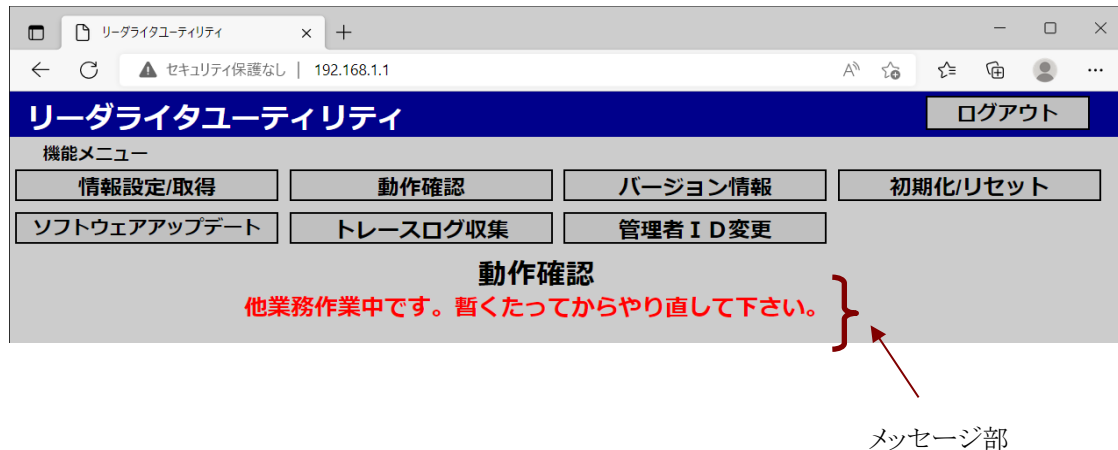 リーダライタユーティリティ
セキュリティ保護なし | 192.168.1.1
リーダライタユーティリティ ログアウト
機能メニュー
情報設定/取得 動作確認 バージョン情報 初期化/リセット
ソフトウェアアップデート トレースログ収集 管理者ＩＤ変更
動作確認
他業務作業中です。暫くたってからやり直して下さい。
メッセージ部